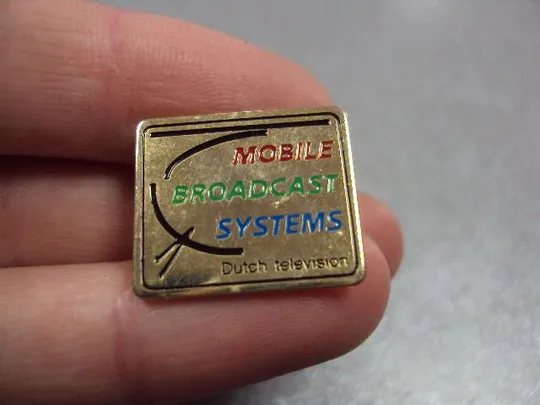 MOBILE
BROADCAST
SYSTEMS
Dutch television